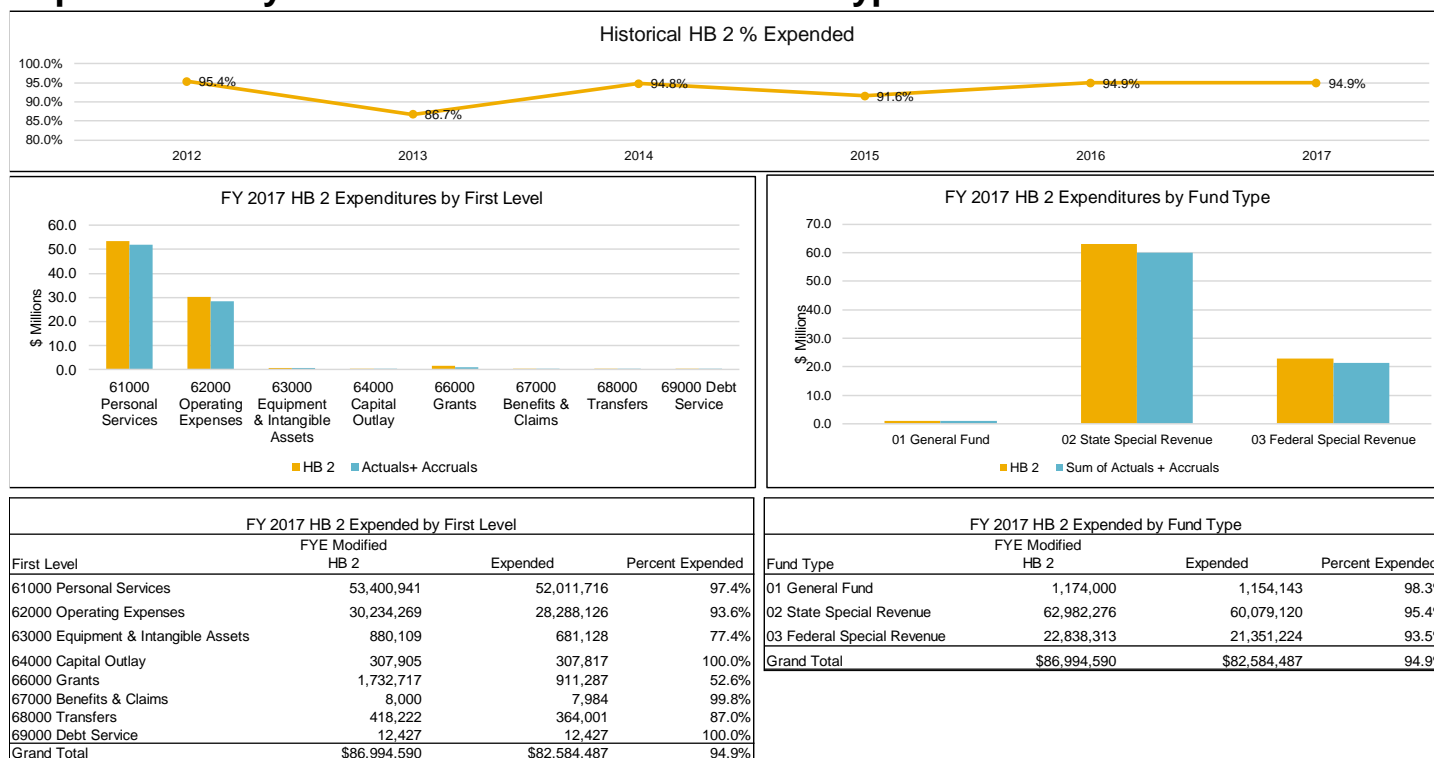 Historical HB 2 % Expended
100.0%
95.0%
90.0%
85.0%
80.0%
95.4%
86.7%
94.8%
91.6%
94.9%
94.9%
2012 2013 2014 2015 2016 2017
FY 2017 HB 2 Expenditures by First Level
60.0
50.0
40.0
30.0
20.0
10.0
0.0
$ Millions
61000 Personal Services
62000 Operating Expenses
63000 Equipment & Intangible Assets
64000 Capital Outlay
66000 Grants
67000 Benefits & Claims
68000 Transfers
69000 Debt Service
HB 2 Actuals+ Accruals
FY 2017 HB 2 Expenditures by Fund Type
70.0
60.0
50.0
40.0
30.0
20.0
10.0
0.0
$ Millions
01 General Fund 02 State Special Revenue 03 Federal Special Revenue
HB 2 Sum of Actuals + Accruals
FY 2017 HB 2 Expended by First Level
FYE Modified
First Level HB 2 Expended Percent Expended
61000 Personal Services 53,400,941 52,011,716 97.4%
62000 Operating Expenses 30,234,269 28,288,126 93.6%
63000 Equipment & Intangible Assets 880,109 681,128 77.4%
64000 Capital Outlay 307,905 307,817 100.0%
66000 Grants 1,732,717 911,287 52.6%
67000 Benefits & Claims 8,000 7,984 99.8%
68000 Transfers 418,222 364,001 87.0%
69000 Debt Service 12,427 12,427 100.0%
Grand Total $86,994,590 $82,584,487 94.9%
FY 2017 HB 2 Expended by Fund Type
FYE Modified
Fund Type HB 2 Expended Percent Expended
01 General Fund 1,174,000 1,154,143 98.3%
02 State Special Revenue 62,982,276 60,079,120 95.4%
03 Federal Special Revenue 22,838,313 21,351,224 93.5%
Grand Total $86,994,590 $82,584,487 94.9%